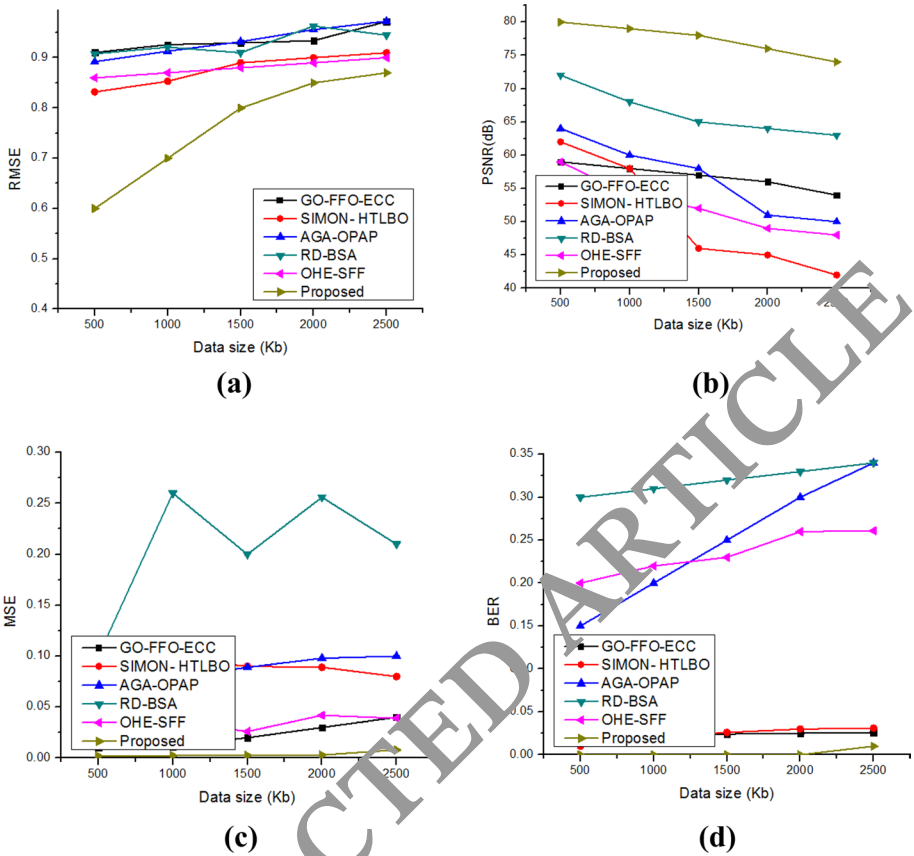 0.9
0.8
0.7
0.6
0.5
0.4
RMSE
500 1000 1500 2000 2500
Data size (Kb)
GO-FFO-ECC
SIMON- HTLBO
AGA-OPAP
RD-BSA
OHE-SFF
Proposed
(a)
80
75
70
65
60
55
50
45
40
PSNR(dB)
500 1000 1500 2000
Data size (Kb)
GO-FFO-ECC
SIMON- HTLBO
AGA-OPAP
RD-BSA
OHE-SFF
Proposed
(b)
0.30
0.25
0.20
0.15
0.10
0.05
0.00
MSE
500 1000 1500 2000 2500
Data size (Kb)
GO-FFO-ECC
SIMON- HTLBO
AGA-OPAP
RD-BSA
OHE-SFF
Proposed
(c)
0.35
0.30
0.25
0.20
0.15
0.05
0.00
BER
500 1000 1500 2000 2500
Data size (Kb)
GO-FFO-ECC
SIMON- HTLBO
AGA-OPAP
RD-BSA
OHE-SFF
Proposed
(d)
CTED ARTICLE